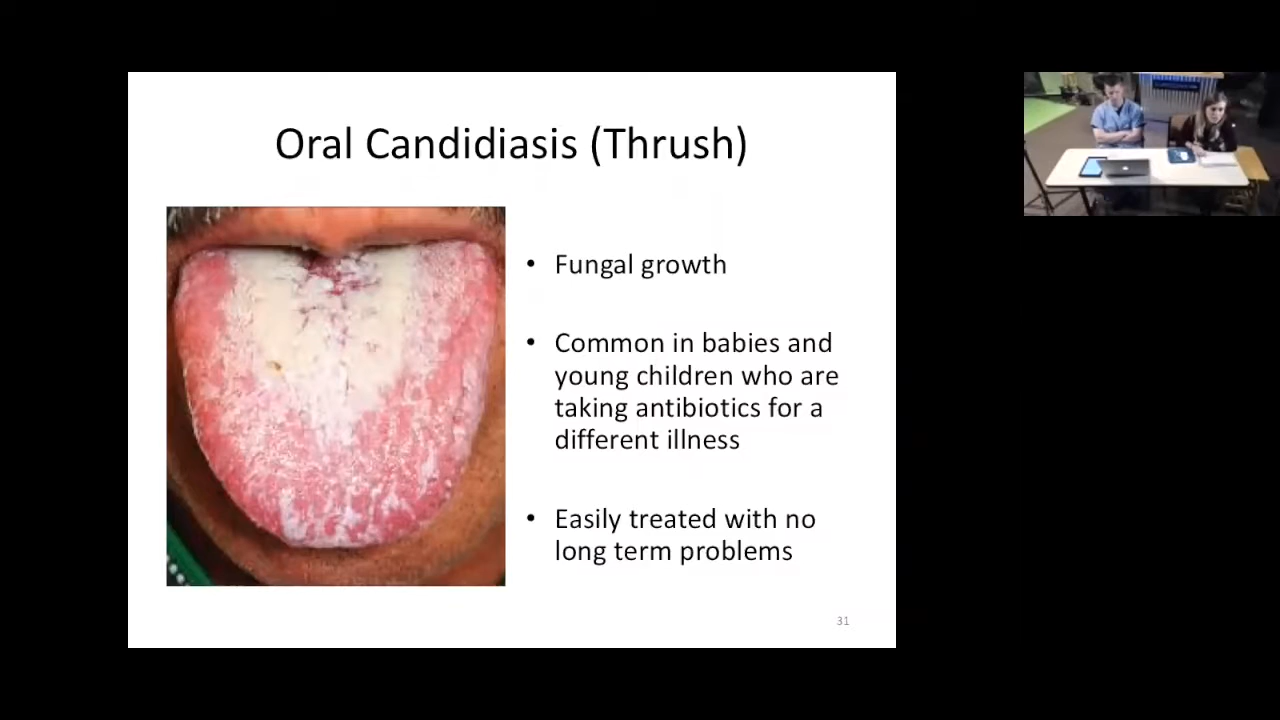 Oral Candidiasis (Thrush)
• Fungal growth
• Common in babies and
young children who are
taking antibiotics for a
different illness
• Easily treated with no
long term problems
31